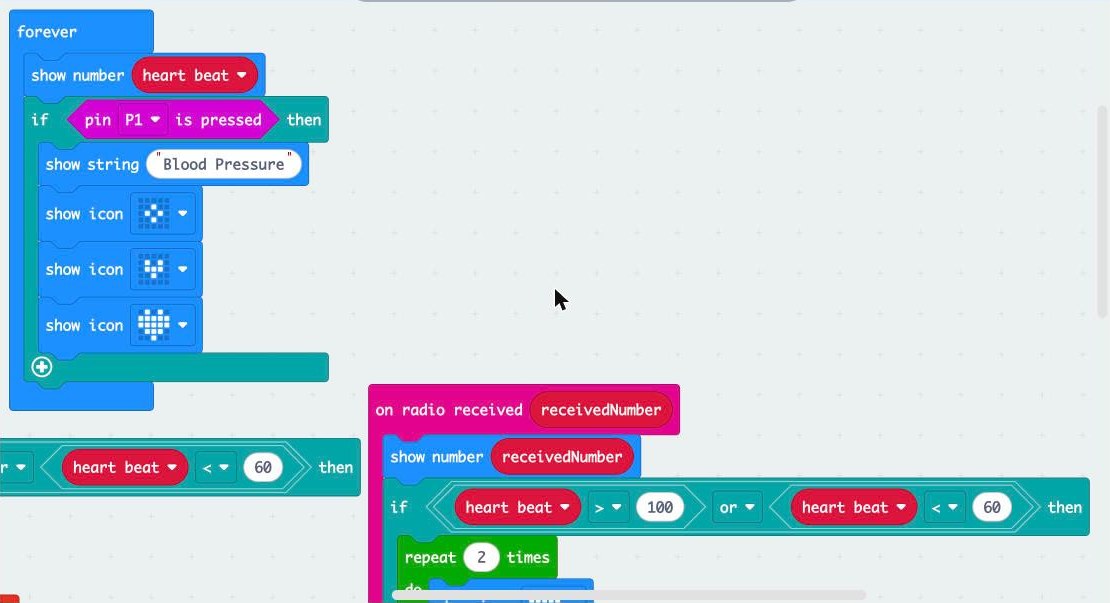 forever
show number heart beat
if pin P1 is pressed then
show string "Blood Pressure"
show icon
show icon
show icon
on radio received receivedNumber
show number receivedNumber
r heart beat < 60 then
if heart beat > 100 or heart beat < 60 then
repeat 2 times
do